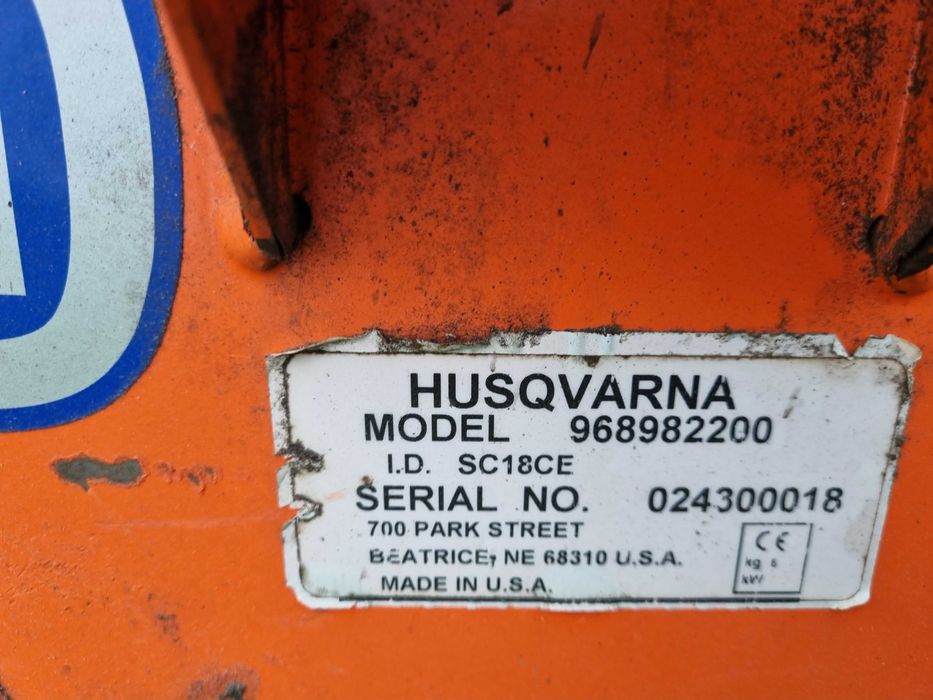 HUSQVARNA
MODEL 968982200
I.D. SC18CE
SERIAL NO. 024300018
700 PARK STREET
BEATRICE, NE 68310 U.S.A.
MADE IN U.S.A.
CE
kg
kW